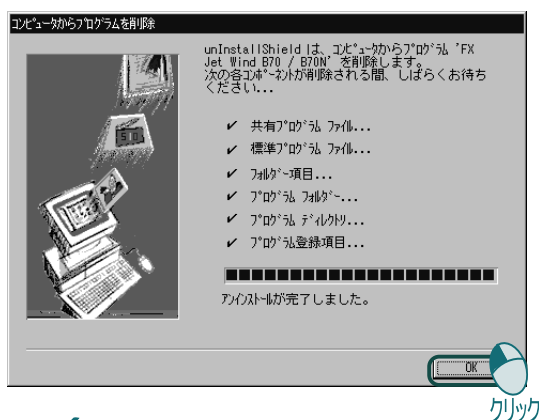 コンピュータからプログラムを削除
unInstallShield は、コンピュータからプログラム 'FX
Jet Wind B70 / B70N' を削除します。
次の各コンポーネントが削除される間、しばらくお待ち
ください...
✔ 共有プログラム ファイル...
✔ 標準プログラム ファイル...
✔ フォルダー項目...
✔ プログラム フォルダー...
✔ プログラム ディレクトリ...
✔ プログラム登録項目...
アンインストールが完了しました。
OK
クリック